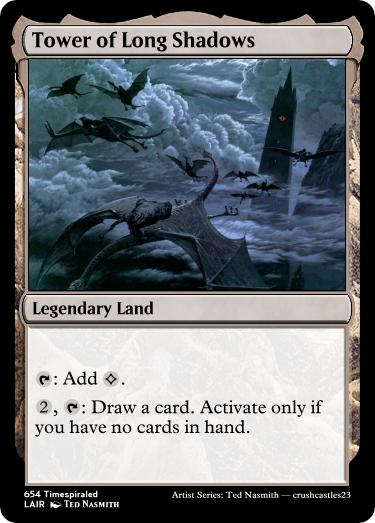 Tower of Long Shadows
Legendary Land
: Add .
2, : Draw a card. Activate only if
you have no cards in hand.
654 Timespiraled
LAIR Ted Nasmith
Artist Series: Ted Nasmith — crushcastles23